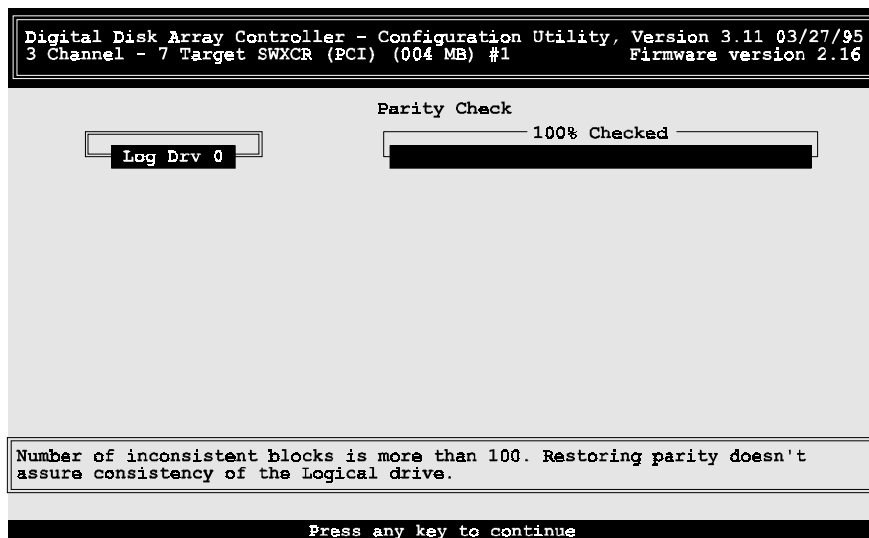 Digital Disk Array Controller - Configuration Utility, Version 3.11 03/27/95
3 Channel - 7 Target SWXCR (PCI) (004 MB) #1 Firmware version 2.16
Parity Check
100% Checked
Log Drv 0
Number of inconsistent blocks is more than 100. Restoring parity doesn't
assure consistency of the Logical drive.
Press any key to continue